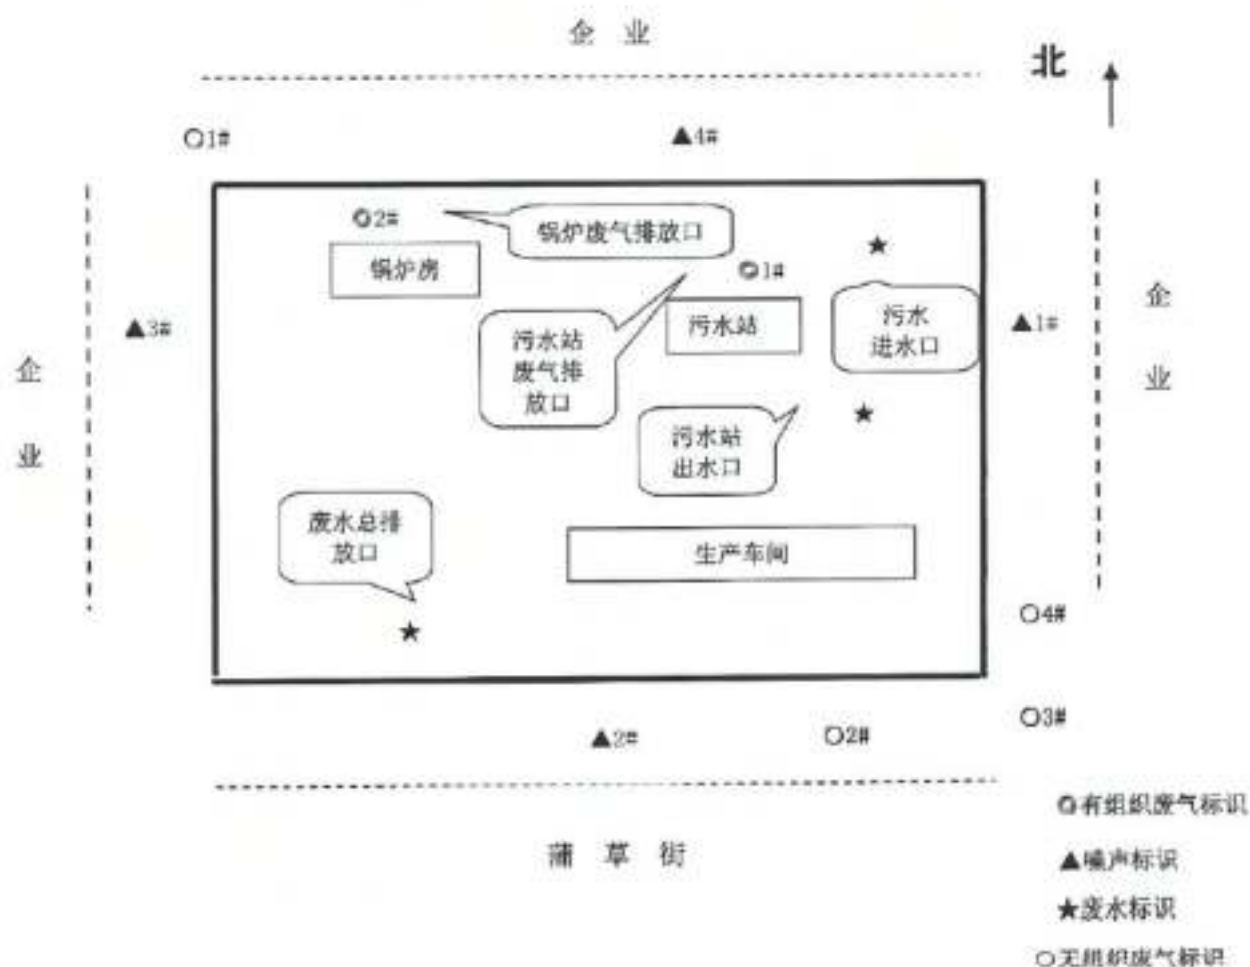 企 业
北
○1#
▲4#
◎2#
锅炉废气排放口
锅炉房
◎1#
★
污水站
废气排
放口
污水站
污水
进水口
▲3#
▲1#
企
业
企
业
★
污水站
出水口
废水总排
放口
生产车间
★
○4#
○3#
▲2#
○2#
蒲 草 街
◎有组织废气标识
▲噪声标识
★废水标识
○无组织废气标识